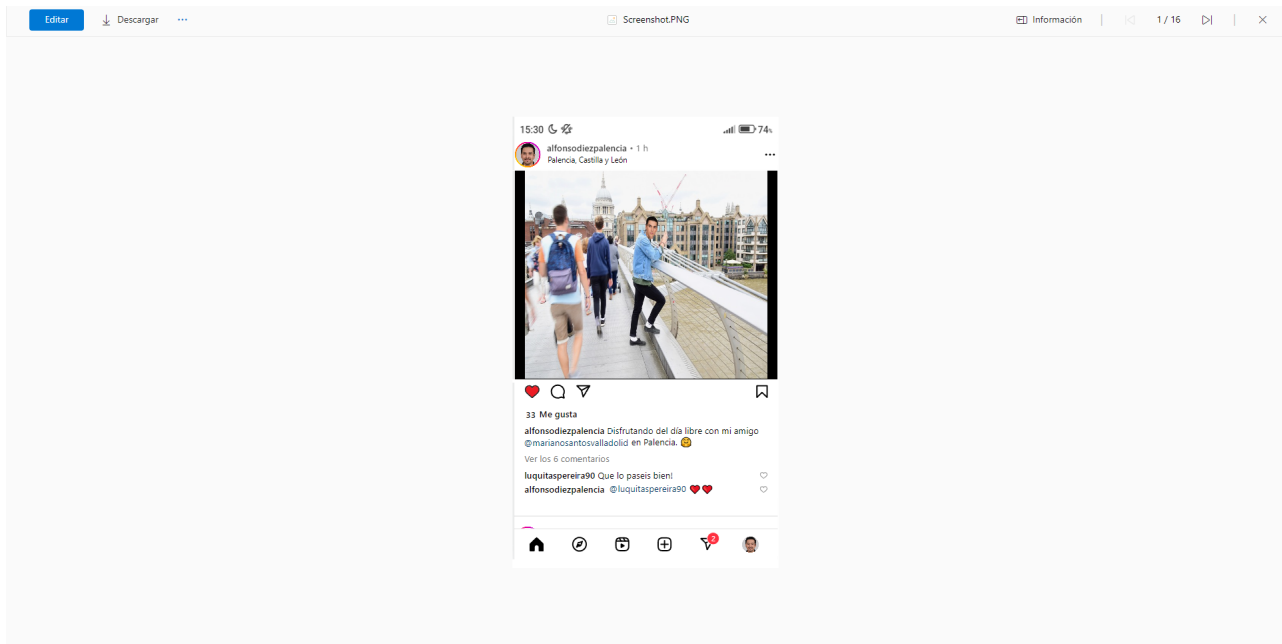 Editar
Descargar
...
Screenshot.PNG
Información
1 / 16
15:30
74%
alfonsodiezpalencia • 1 h
Palencia, Castilla y León
33 Me gusta
alfonsodiezpalencia Disfrutando del día libre con mi amigo
@marianosantosvalladolid en Palencia. 😊
Ver los 6 comentarios
luquitaspereira90 Que lo paseis bien!
alfonsodiezpalencia @luquitaspereira90 ❤️❤️
2